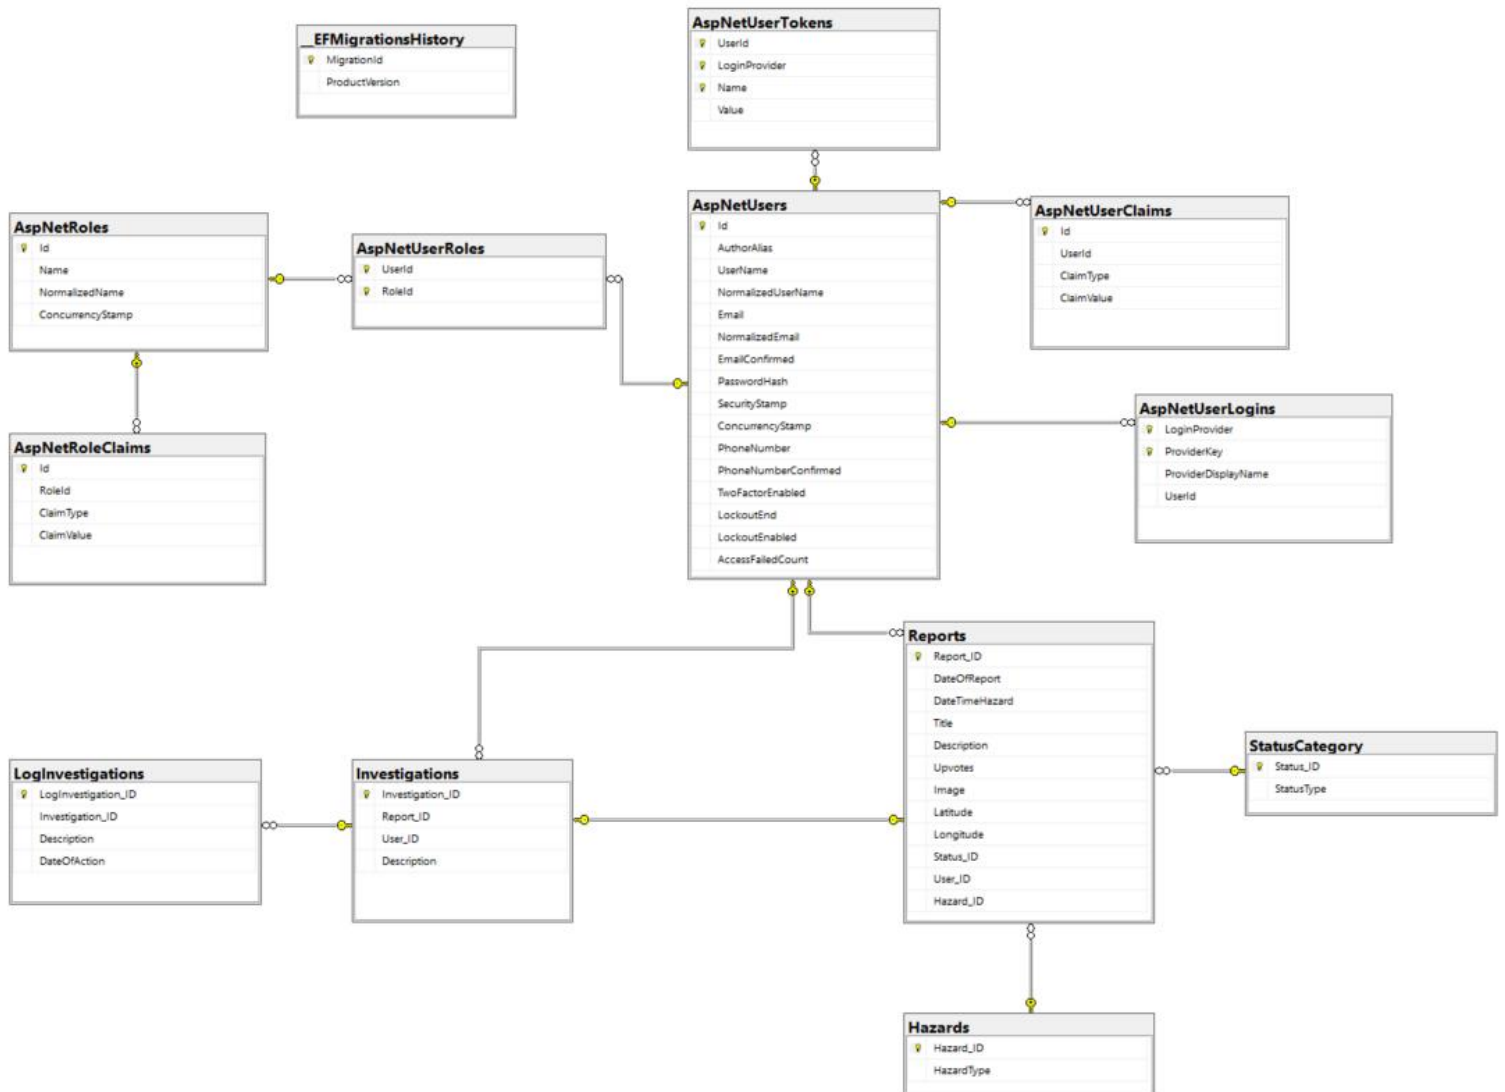 __EFMigrationsHistory
MigrationId
ProductVersion
AspNetUserTokens
UserId
LoginProvider
Name
Value
AspNetRoles
Id
Name
NormalizedName
ConcurrencyStamp
AspNetUserRoles
UserId
RoleId
AspNetUsers
Id
AuthorAlias
UserName
NormalizedUserName
Email
NormalizedEmail
EmailConfirmed
PasswordHash
SecurityStamp
ConcurrencyStamp
PhoneNumber
PhoneNumberConfirmed
TwoFactorEnabled
LockoutEnd
LockoutEnabled
AccessFailedCount
AspNetUserClaims
Id
UserId
ClaimType
ClaimValue
AspNetUserLogins
LoginProvider
ProviderKey
ProviderDisplayName
UserId
AspNetRoleClaims
Id
RoleId
ClaimType
ClaimValue
Reports
Report_ID
DateOfReport
DateTimeHazard
Title
Description
Upvotes
Image
Latitude
Longitude
Status_ID
User_ID
Hazard_ID
StatusCategory
Status_ID
StatusType
LogInvestigations
LogInvestigation_ID
Investigation_ID
Description
DateOfAction
Investigations
Investigation_ID
Report_ID
User_ID
Description
Hazards
Hazard_ID
HazardType